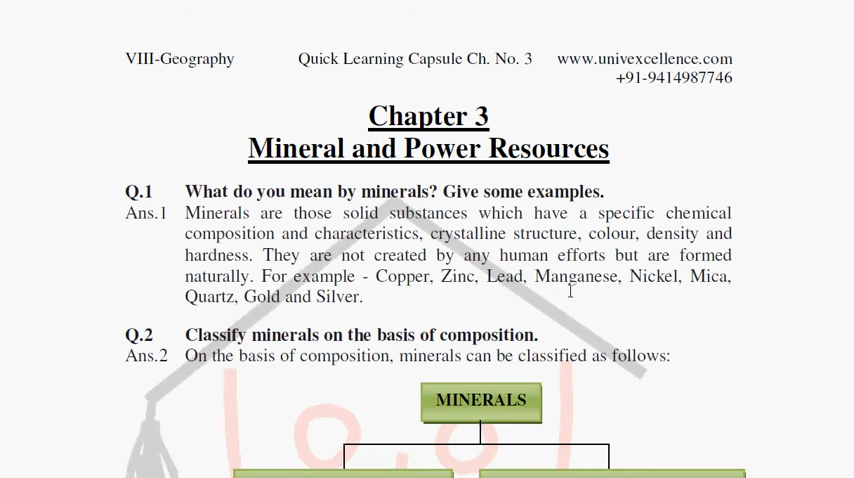 VIII-Geography Quick Learning Capsule Ch. No. 3 www.univexcellence.com
+91-9414987746
Chapter 3
Mineral and Power Resources
Q.1 What do you mean by minerals? Give some examples.
Ans.1 Minerals are those solid substances which have a specific chemical
composition and characteristics, crystalline structure, colour, density and
hardness. They are not created by any human efforts but are formed
naturally. For example - Copper, Zinc, Lead, Manganese, Nickel, Mica,
Quartz, Gold and Silver.
Q.2 Classify minerals on the basis of composition.
Ans.2 On the basis of composition, minerals can be classified as follows:
MINERALS